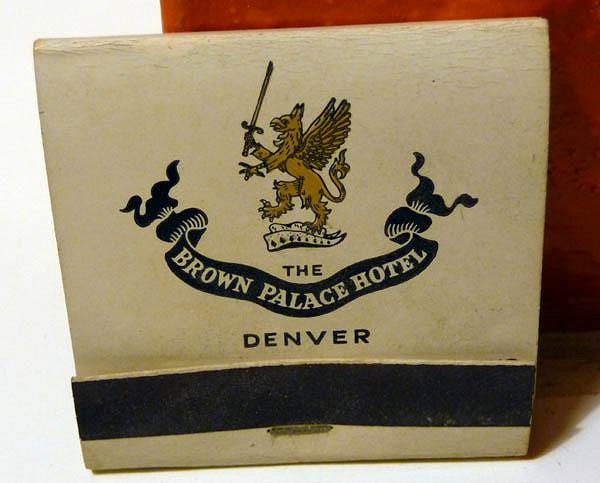 THE
BROWN PALACE HOTEL
DENVER